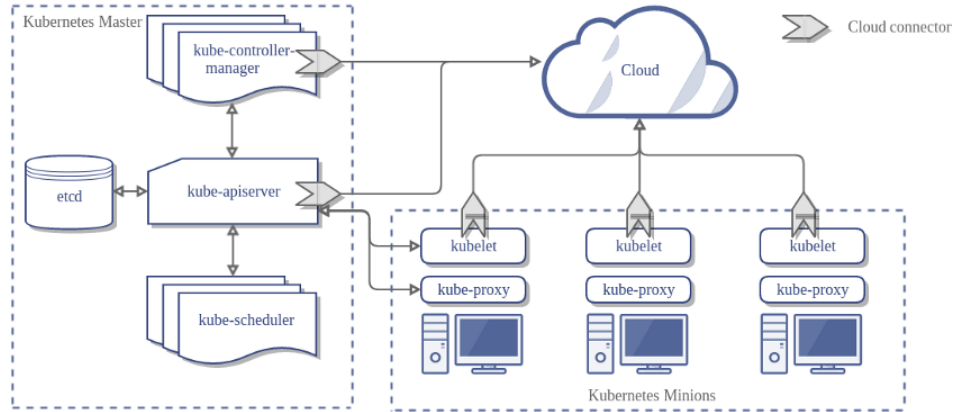 Kubernetes Master
kube-controller-
manager
Cloud
Cloud connector
etcd
kube-apiserver
kube-scheduler
kubelet
kubelet
kubelet
kube-proxy
kube-proxy
kube-proxy
Kubernetes Minions